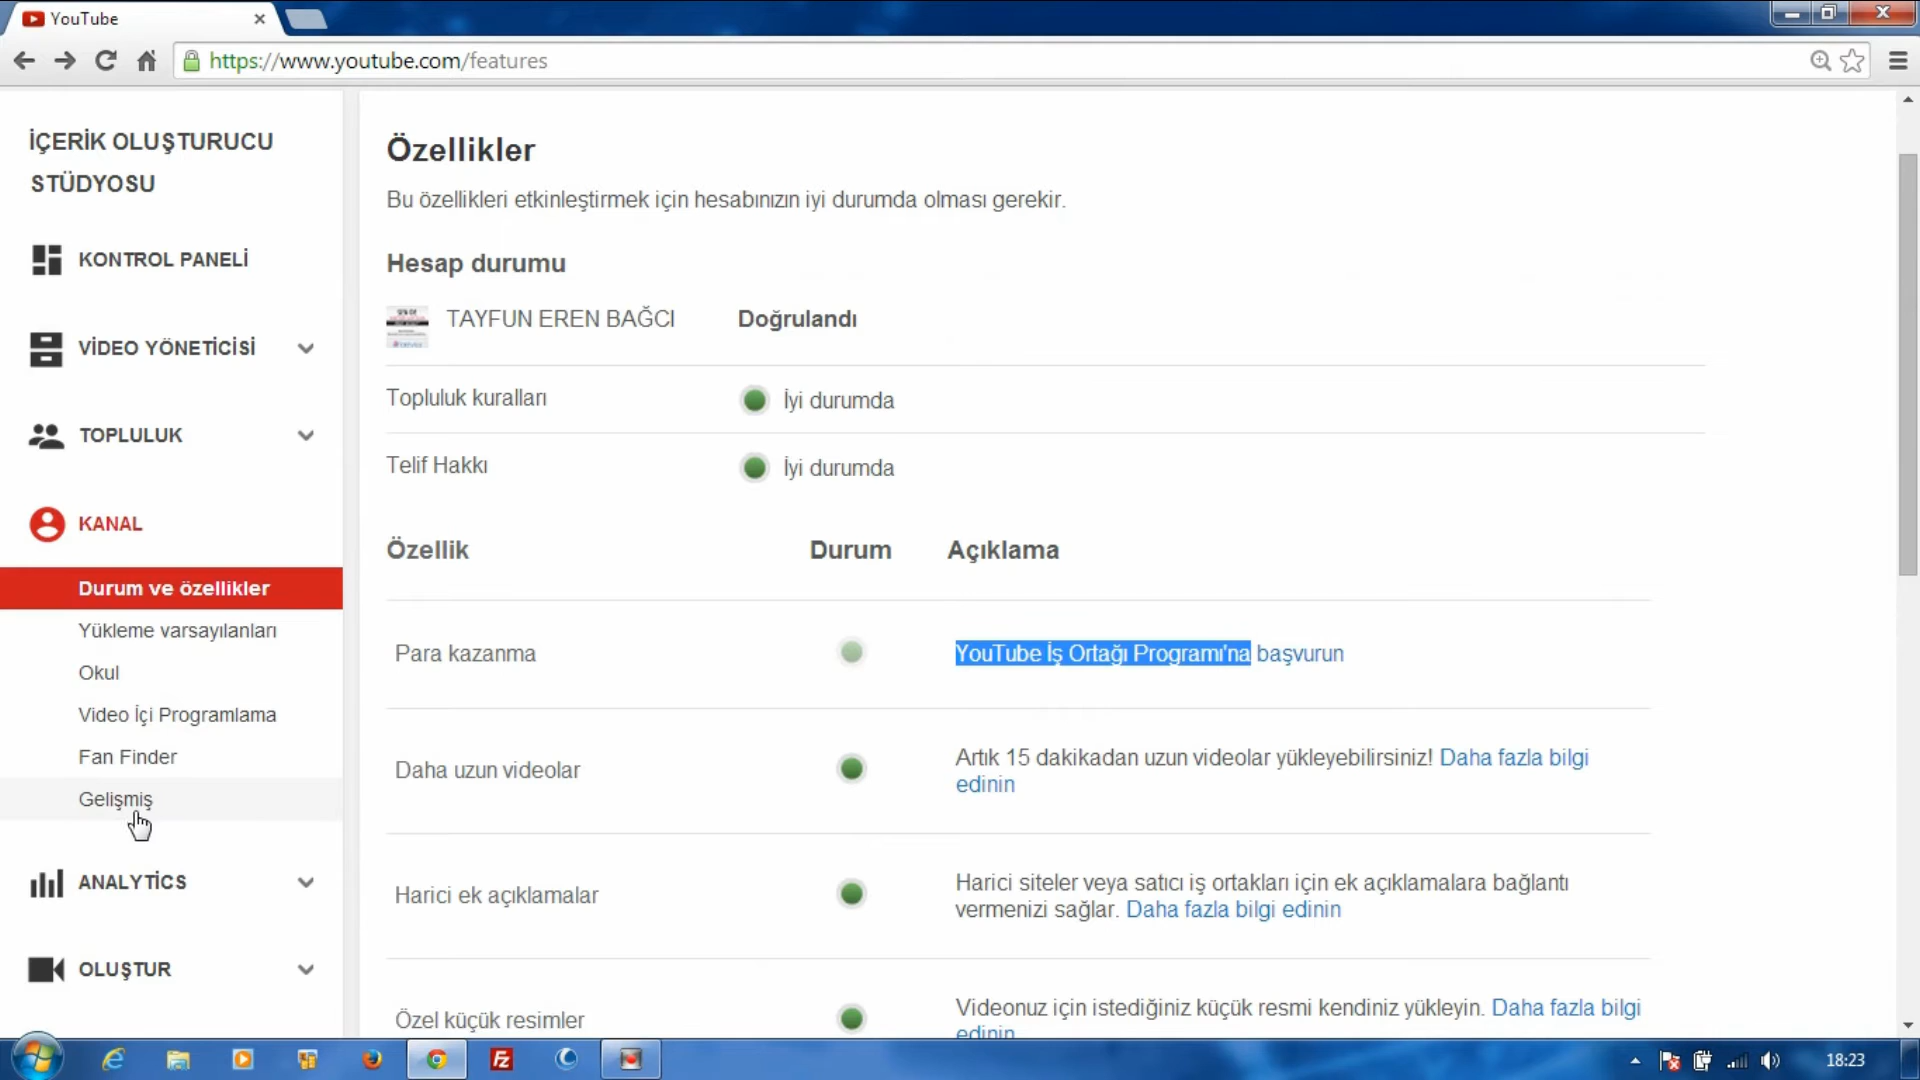 YouTube
https://www.youtube.com/features
İÇERİK OLUŞTURUCU
STÜDYOSU
KONTROL PANELİ
VİDEO YÖNETİCİSİ
TOPLULUK
KANAL
Durum ve özellikler
Yükleme varsayılanları
Okul
Video İçi Programlama
Fan Finder
Gelişmiş
ANALYTİCS
OLUŞTUR
Özellikler
Bu özellikleri etkinleştirmek için hesabınızın iyi durumda olması gerekir.
Hesap durumu
TAYFUN EREN BAĞCI Doğrulandı
Topluluk kuralları İyi durumda
Telif Hakkı İyi durumda
Özellik Durum Açıklama
Para kazanma YouTube İş Ortağı Programı'na başvurun
Daha uzun videolar Artık 15 dakikadan uzun videolar yükleyebilirsiniz! Daha fazla bilgi
edinin
Harici ek açıklamalar Harici siteler veya satıcı iş ortakları için ek açıklamalara bağlantı
vermenizi sağlar. Daha fazla bilgi edinin
Özel küçük resimler Videonuz için istediğiniz küçük resmi kendiniz yükleyin. Daha fazla bilgi
edinin
18:23